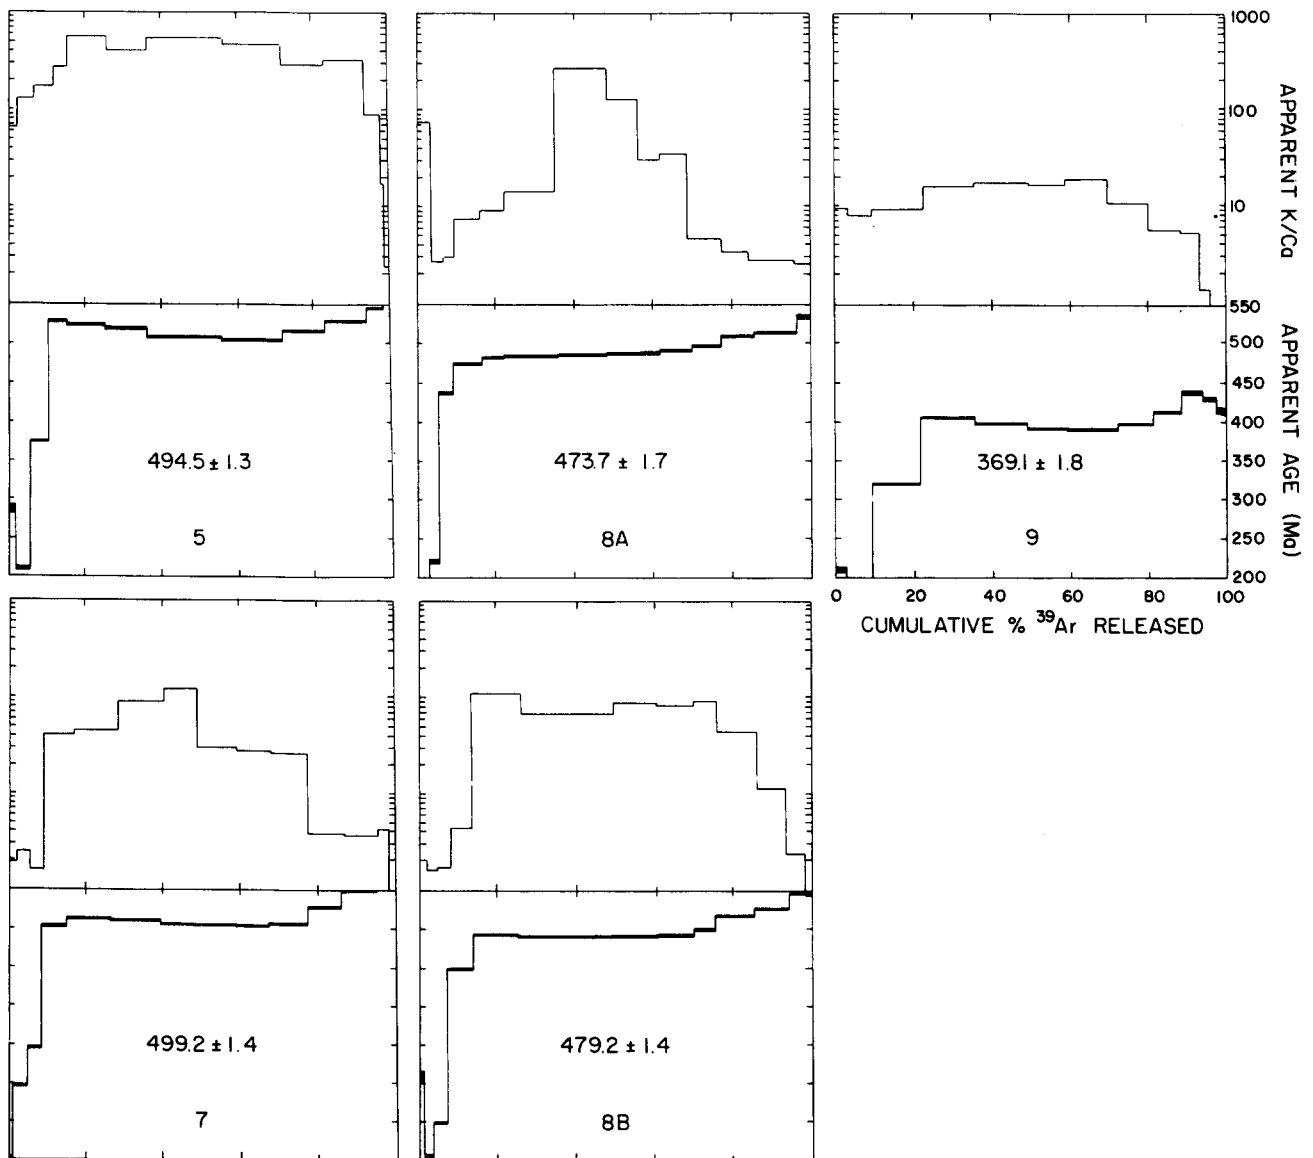 1000
100
10
APPARENT K/Ca
550
500
450
400
350
300
250
200
APPARENT AGE (Ma)
494.5 ± 1.3
5
473.7 ± 1.7
8A
369.1 ± 1.8
9
0 20 40 60 80 100
CUMULATIVE % ³⁹Ar RELEASED
499.2 ± 1.4
7
479.2 ± 1.4
8B